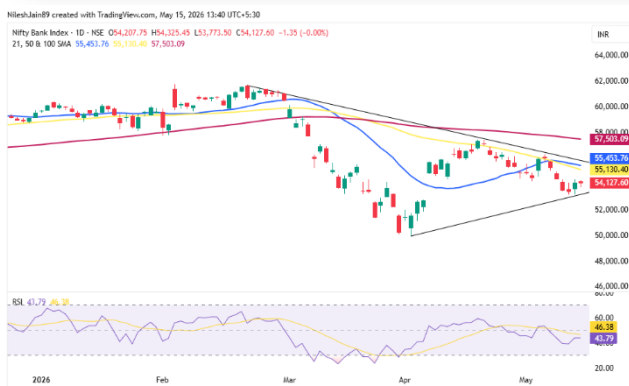 NileshJain89 created with TradingView.com, May 15, 2026 13:40 UTC+5:30
Nifty Bank Index · 1D · NSE O54,207.75 H54,325.45 L53,773.50 C54,127.60 -1.35 (-0.00%)
21, 50 & 100 SMA 55,453.76 55,130.40 57,503.09
INR
64,000.00
62,000.00
60,000.00
58,000.00
57,503.09
55,453.76
55,130.40
54,127.60
52,000.00
50,000.00
48,000.00
46,000.00
80.00
RSI 43.79 46.38
60.00
46.38
43.79
20.00
2026 Feb Mar Apr May